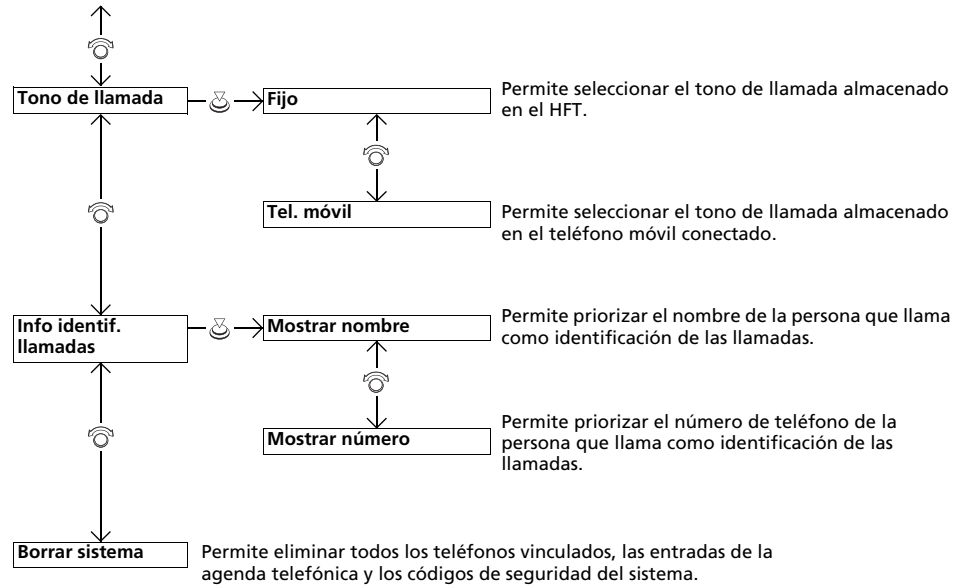 Tono de llamada
Fijo
Permite seleccionar el tono de llamada almacenado
en el HFT.
Tel. móvil
Permite seleccionar el tono de llamada almacenado
en el teléfono móvil conectado.
Info identif.
llamadas
Mostrar nombre
Permite priorizar el nombre de la persona que llama
como identificación de las llamadas.
Mostrar número
Permite priorizar el número de teléfono de la
persona que llama como identificación de las
llamadas.
Borrar sistema
Permite eliminar todos los teléfonos vinculados, las entradas de la
agenda telefónica y los códigos de seguridad del sistema.